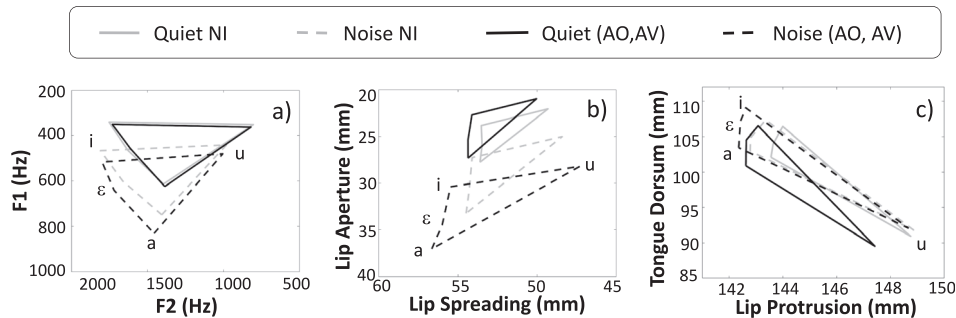 Quiet NI Noise NI Quiet (AO,AV) Noise (AO, AV)
a)
F1 (Hz)
200
400
600
800
1000
i
ε
a
u
2000 1500 1000 500
F2 (Hz)
b)
Lip Aperture (mm)
20
25
30
35
40
i
ε
a
u
60 55 50 45
Lip Spreading (mm)
c)
Tongue Dorsum (mm)
110
105
100
95
90
85
i
ε
a
u
142 144 146 148 150
Lip Protrusion (mm)